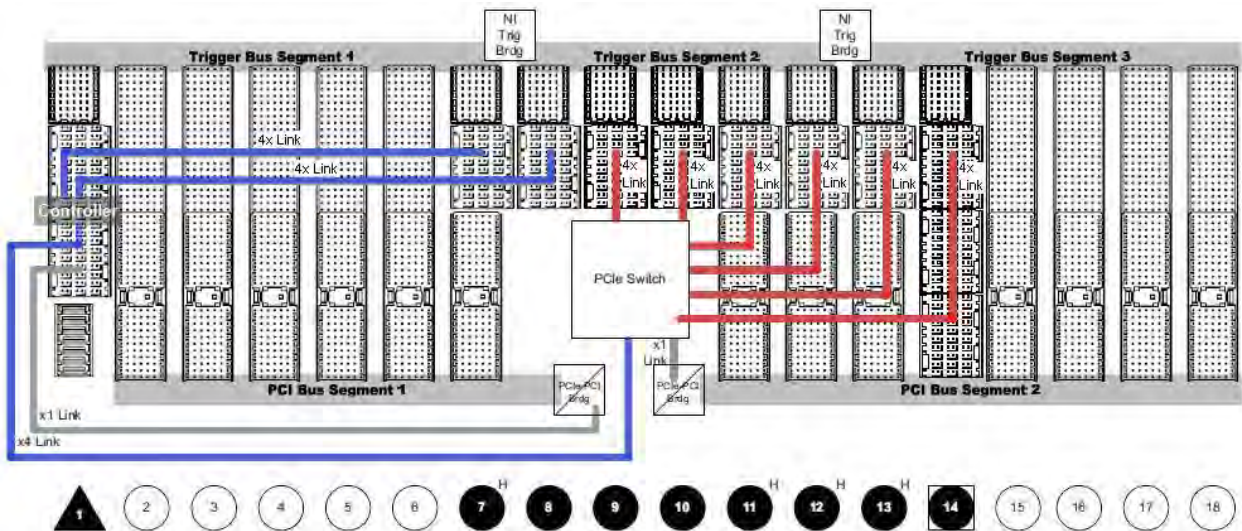 NI
Trig
Brdg
NI
Trig
Brdg
Trigger Bus Segment 1
Trigger Bus Segment 2
Trigger Bus Segment 3
4x Link
4x Link
4x
Link
4x
Link
4x
Link
4x
Link
4x
Link
4x
Link
Controller
PCIe Switch
x1
Link
PCI Bus Segment 1
PCIe-PCI
Brdg
PCIe-PCI
Brdg
PCI Bus Segment 2
x1 Link
x4 Link
1 2 3 4 5 6 7 H 8 9 10 11 H 12 H 13 H 14 15 16 17 18